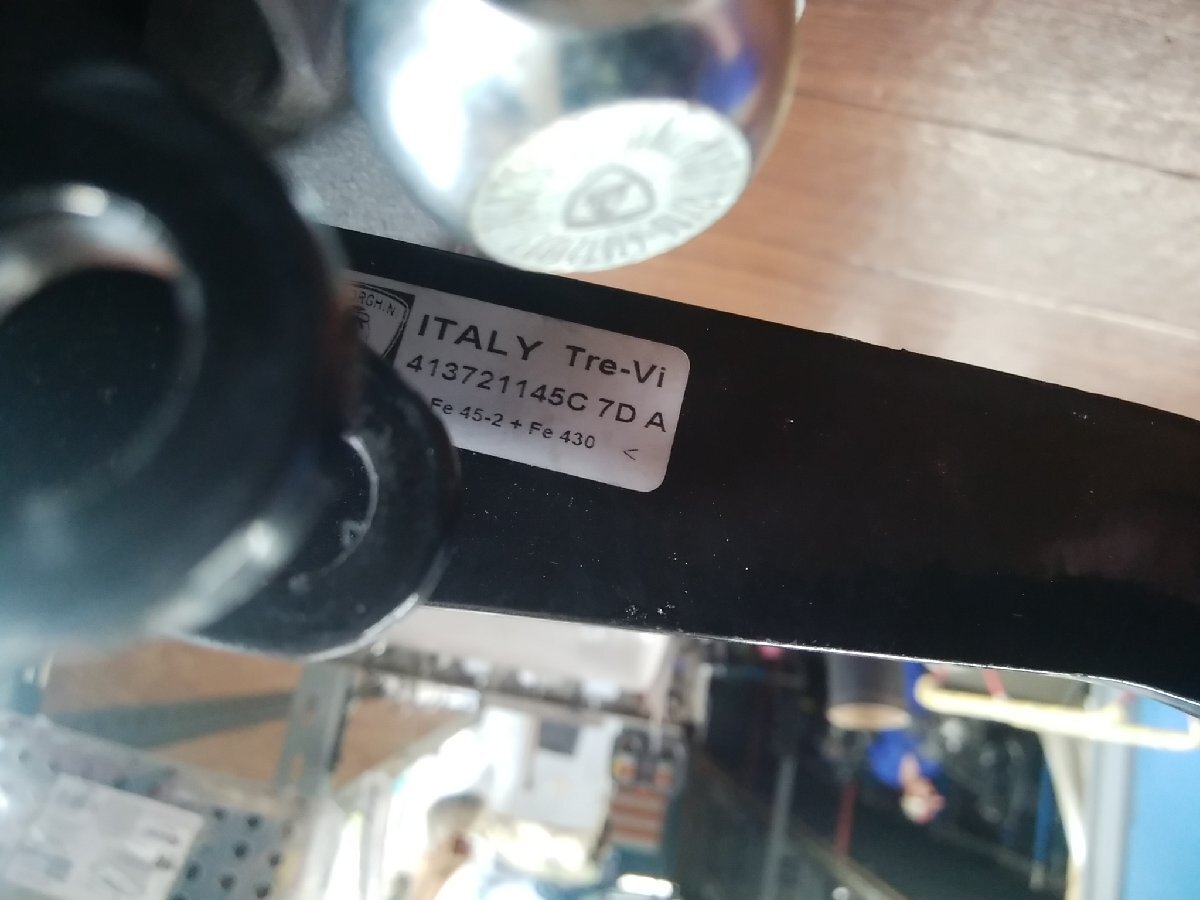 ITALY Tre-Vi
413721145C 7D A
Fe 45-2 + Fe 430
<